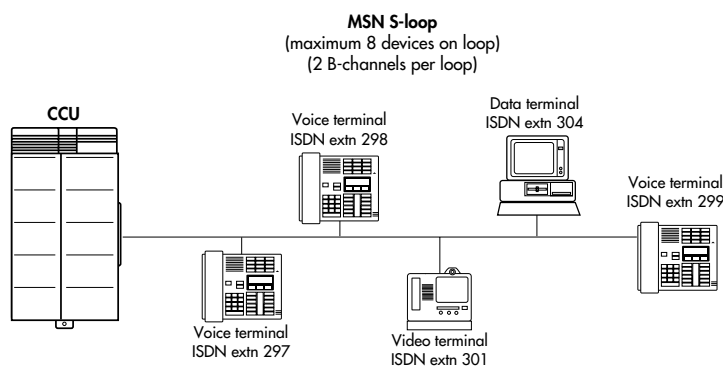 MSN S-loop
(maximum 8 devices on loop)
(2 B-channels per loop)
CCU
Voice terminal
ISDN extn 298
Data terminal
ISDN extn 304
Voice terminal
ISDN extn 299
Voice terminal
ISDN extn 297
Video terminal
ISDN extn 301